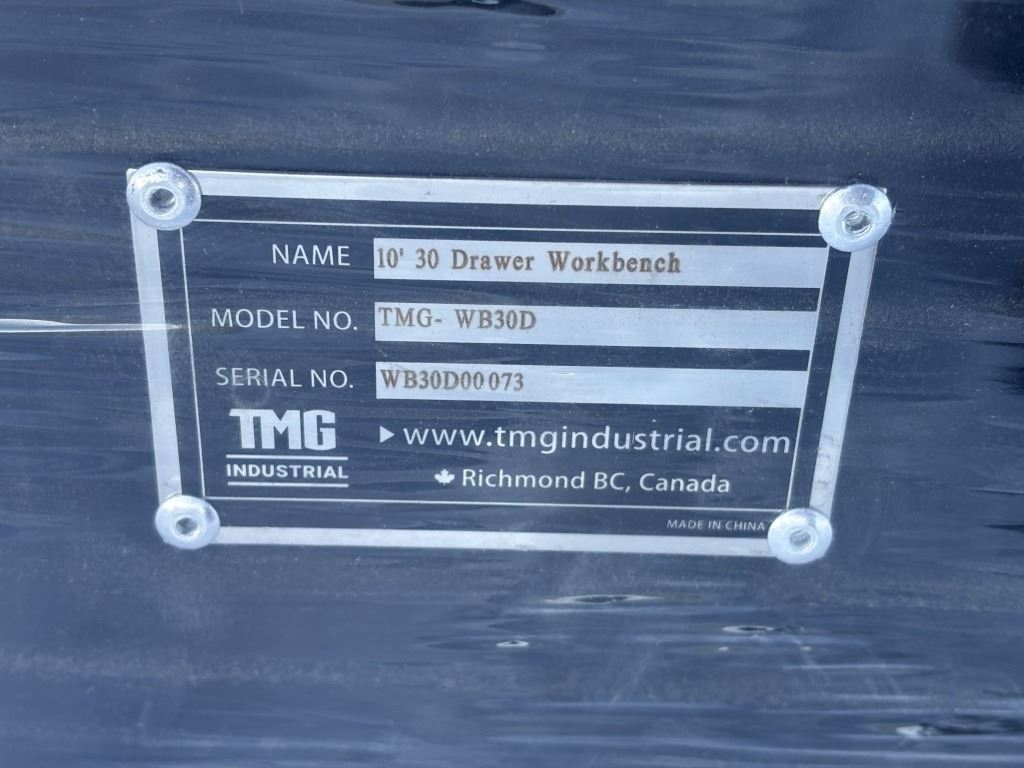 NAME 10' 30 Drawer Workbench
MODEL NO. TMG- WB30D
SERIAL NO. WB30D00073
TMG
INDUSTRIAL
www.tmgindustrial.com
Richmond BC, Canada
MADE IN CHINA